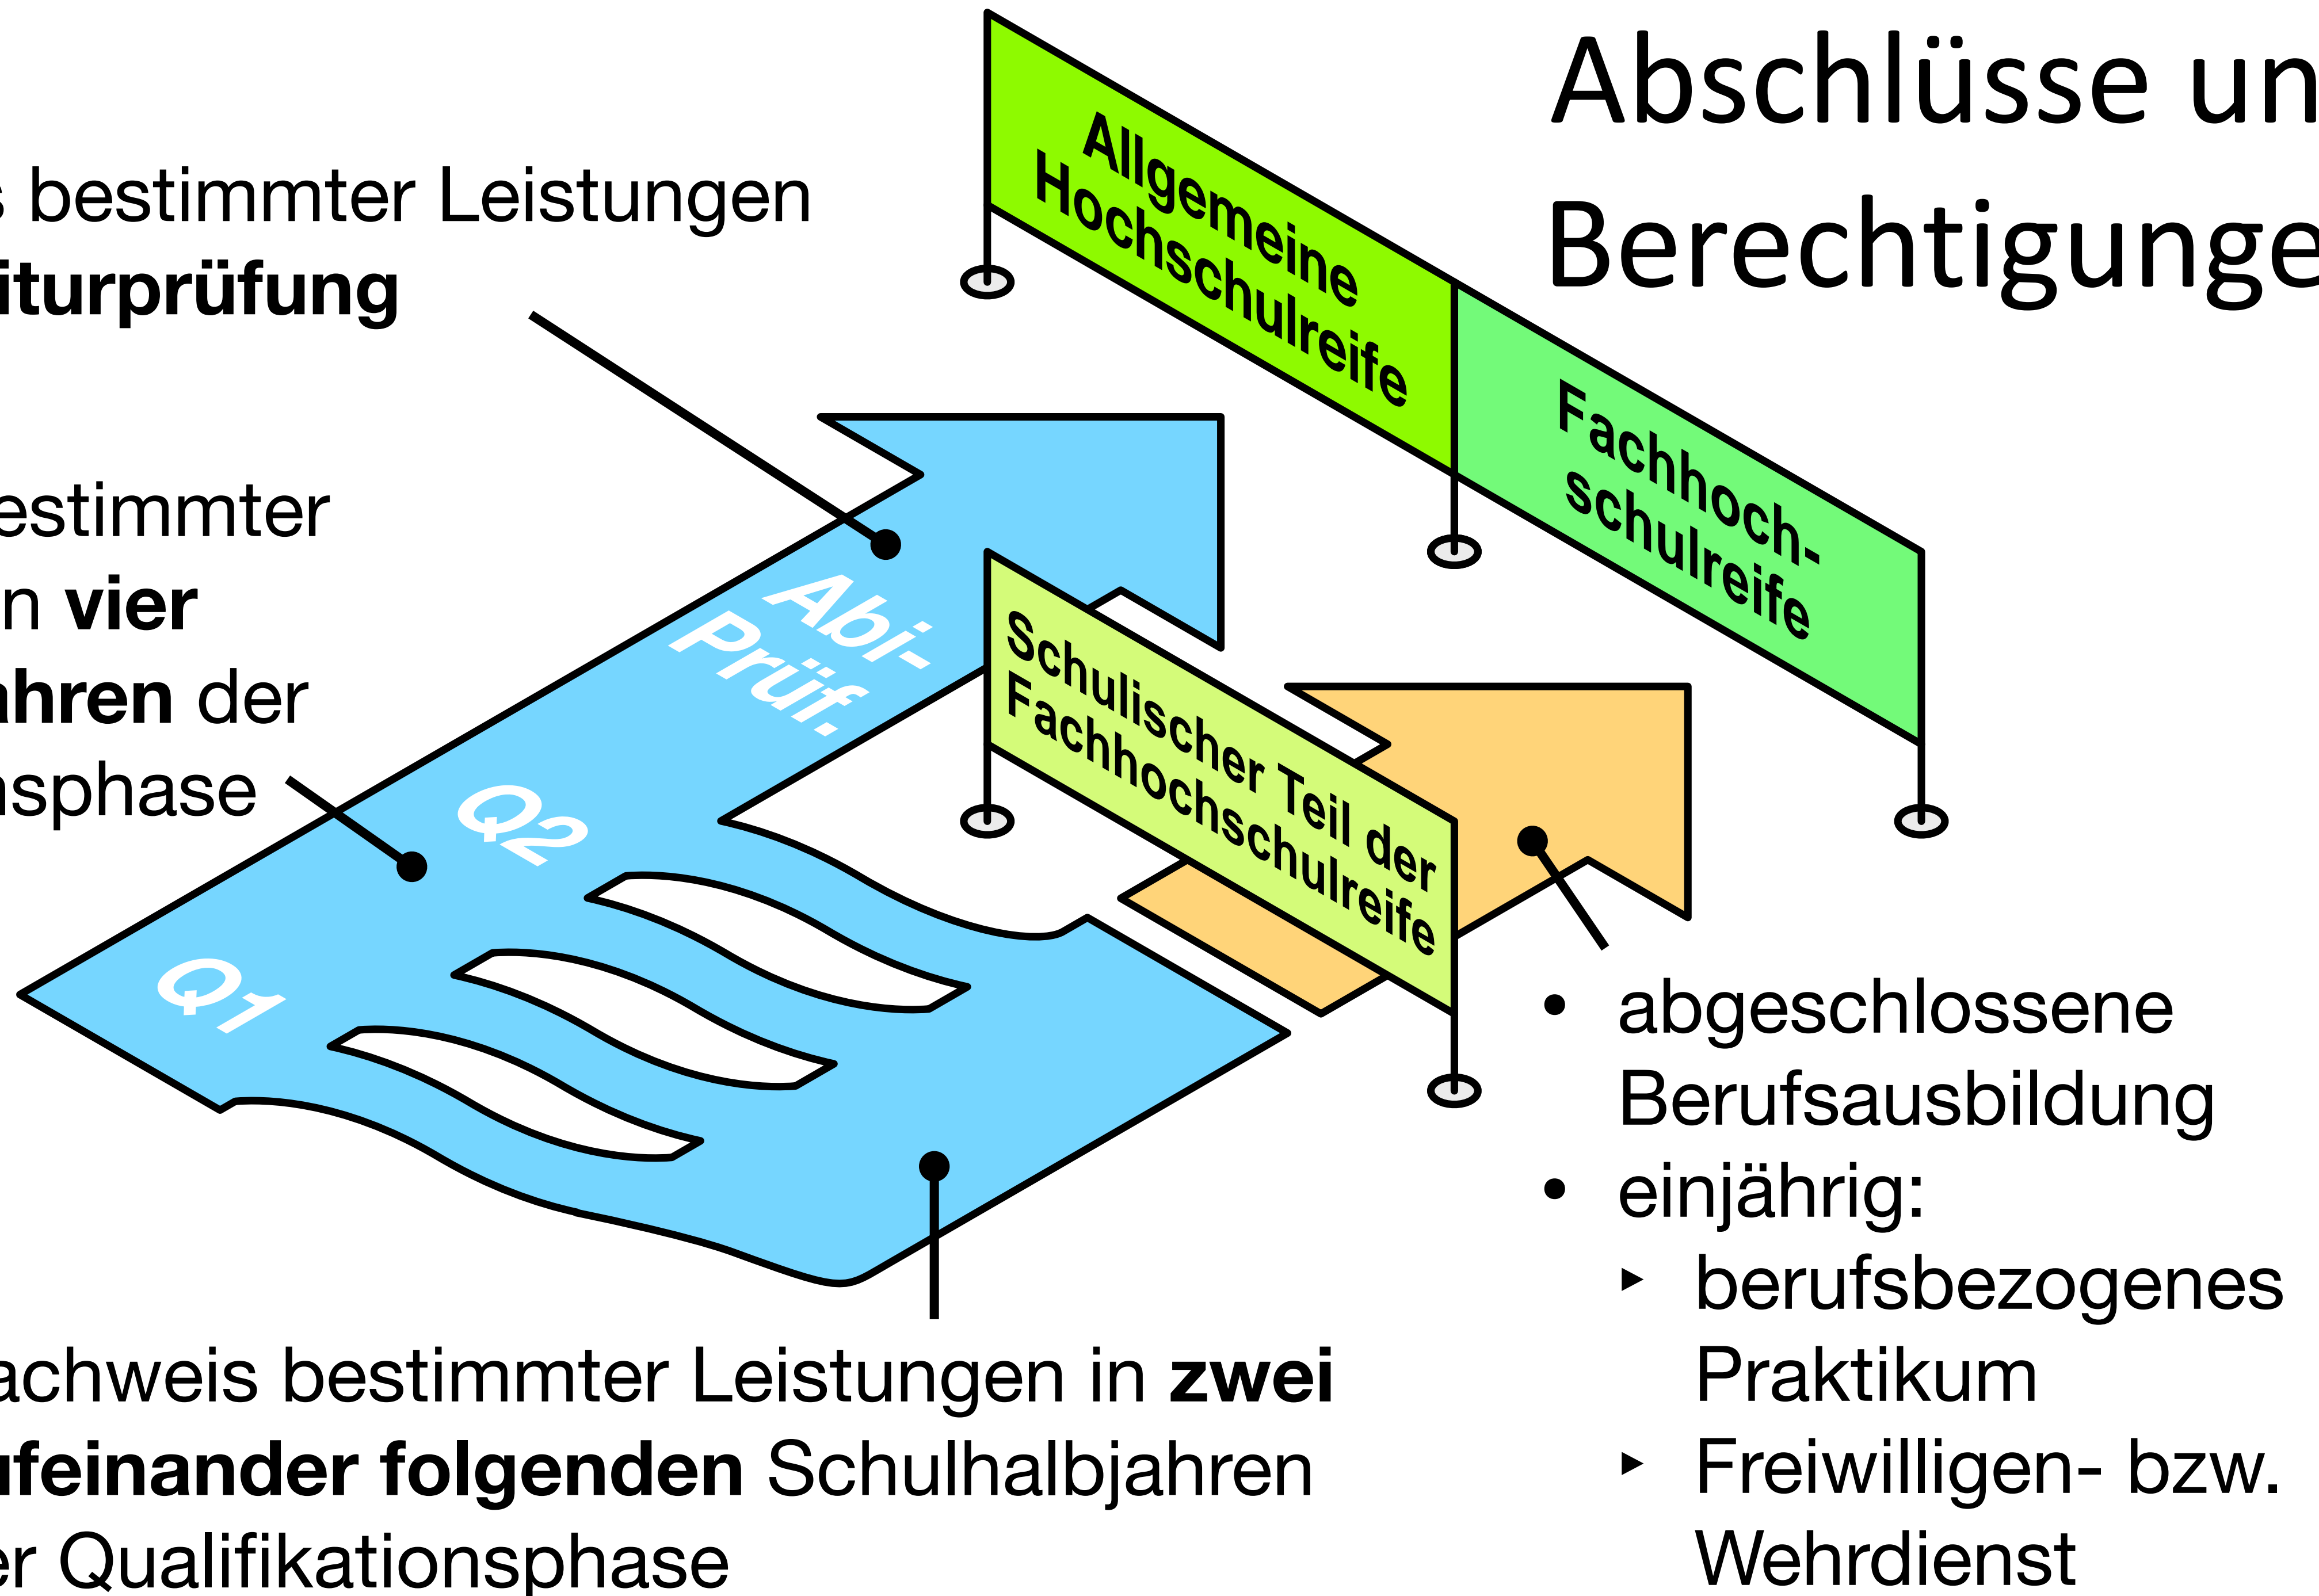 Abschlüsse un
Berechtigunge
s bestimmter Leistungen
iturprüfung
estimmter
n vier
ahren der
nsphase
Allgemeine
Hochschulreife
Fachhoch-
schulreife
Abi-
Prüf.
Schulischer Teil der
Fachhochschulreife
Q2
Q1
• abgeschlossene
Berufsausbildung
• einjährig:
‣ berufsbezogenes
Praktikum
‣ Freiwilligen- bzw.
Wehrdienst
achweis bestimmter Leistungen in zwei
ufeinander folgenden Schulhalbjahren
er Qualifikationsphase